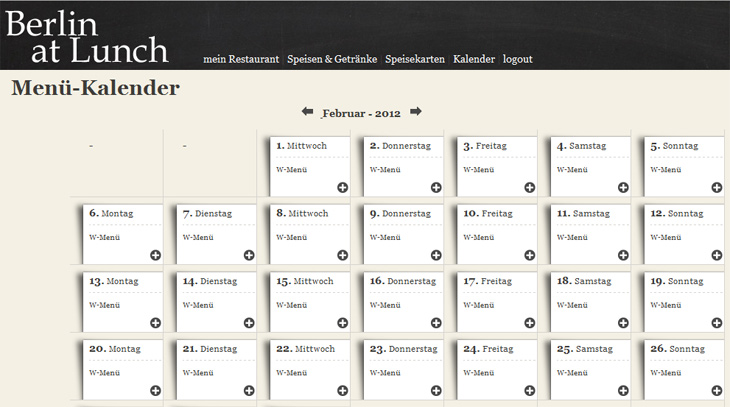 Berlin
at Lunch
mein Restaurant | Speisen & Getränke | Speisekarten | Kalender | logout
Menü-Kalender
Februar - 2012
- - 1. Mittwoch 2. Donnerstag 3. Freitag 4. Samstag 5. Sonntag
W-Menü W-Menü W-Menü W-Menü W-Menü
6. Montag 7. Dienstag 8. Mittwoch 9. Donnerstag 10. Freitag 11. Samstag 12. Sonntag
W-Menü W-Menü W-Menü W-Menü W-Menü W-Menü W-Menü
13. Montag 14. Dienstag 15. Mittwoch 16. Donnerstag 17. Freitag 18. Samstag 19. Sonntag
W-Menü W-Menü W-Menü W-Menü W-Menü W-Menü W-Menü
20. Montag 21. Dienstag 22. Mittwoch 23. Donnerstag 24. Freitag 25. Samstag 26. Sonntag
W-Menü W-Menü W-Menü W-Menü W-Menü W-Menü W-Menü